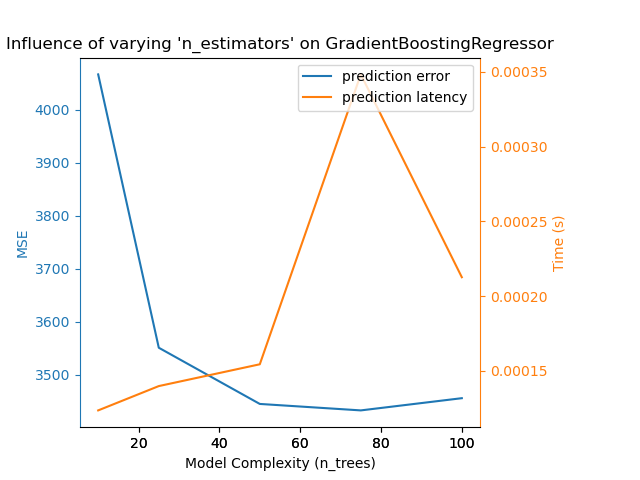 Influence of varying 'n_estimators' on GradientBoostingRegressor
prediction error
prediction latency
4000
3900
3800
3700
3600
3500
MSE
0.00035
0.00030
0.00025
0.00020
0.00015
Time (s)
20
40
60
80
100
Model Complexity (n_trees)